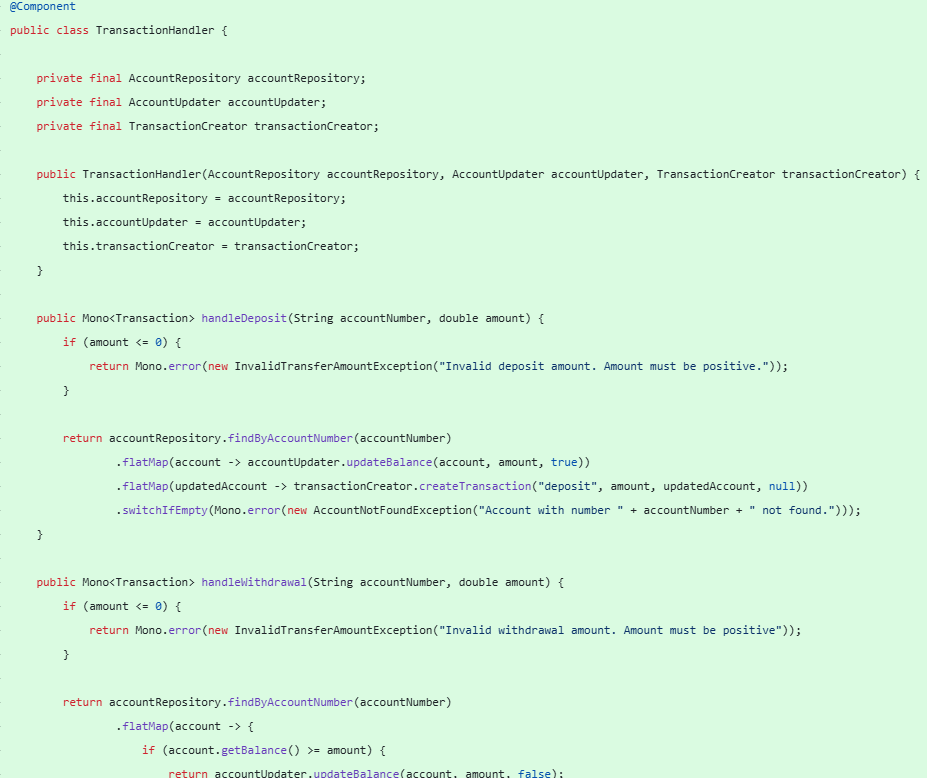 @Component
public class TransactionHandler {
private final AccountRepository accountRepository;
private final AccountUpdater accountUpdater;
private final TransactionCreator transactionCreator;
public TransactionHandler(AccountRepository accountRepository, AccountUpdater accountUpdater, TransactionCreator transactionCreator) {
this.accountRepository = accountRepository;
this.accountUpdater = accountUpdater;
this.transactionCreator = transactionCreator;
}
public Mono<Transaction> handleDeposit(String accountNumber, double amount) {
if (amount <= 0) {
return Mono.error(new InvalidTransferAmountException("Invalid deposit amount. Amount must be positive."));
}
return accountRepository.findByAccountNumber(accountNumber)
.flatMap(account -> accountUpdater.updateBalance(account, amount, true))
.flatMap(updatedAccount -> transactionCreator.createTransaction("deposit", amount, updatedAccount, null))
.switchIfEmpty(Mono.error(new AccountNotFoundException("Account with number " + accountNumber + " not found.")));
}
public Mono<Transaction> handleWithdrawal(String accountNumber, double amount) {
if (amount <= 0) {
return Mono.error(new InvalidTransferAmountException("Invalid withdrawal amount. Amount must be positive"));
}
return accountRepository.findByAccountNumber(accountNumber)
.flatMap(account -> {
if (account.getBalance() >= amount) {
return accountUpdater.updateBalance(account, amount, false);